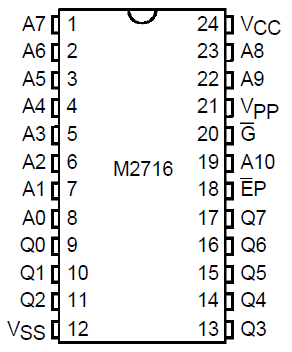 A7 1 24 VCC
A6 2 23 A8
A5 3 22 A9
A4 4 21 VPP
A3 5 20 G̅
A2 6 19 A10
M2716
A1 7 18 E̅P
A0 8 17 Q7
Q0 9 16 Q6
Q1 10 15 Q5
Q2 11 14 Q4
VSS 12 13 Q3